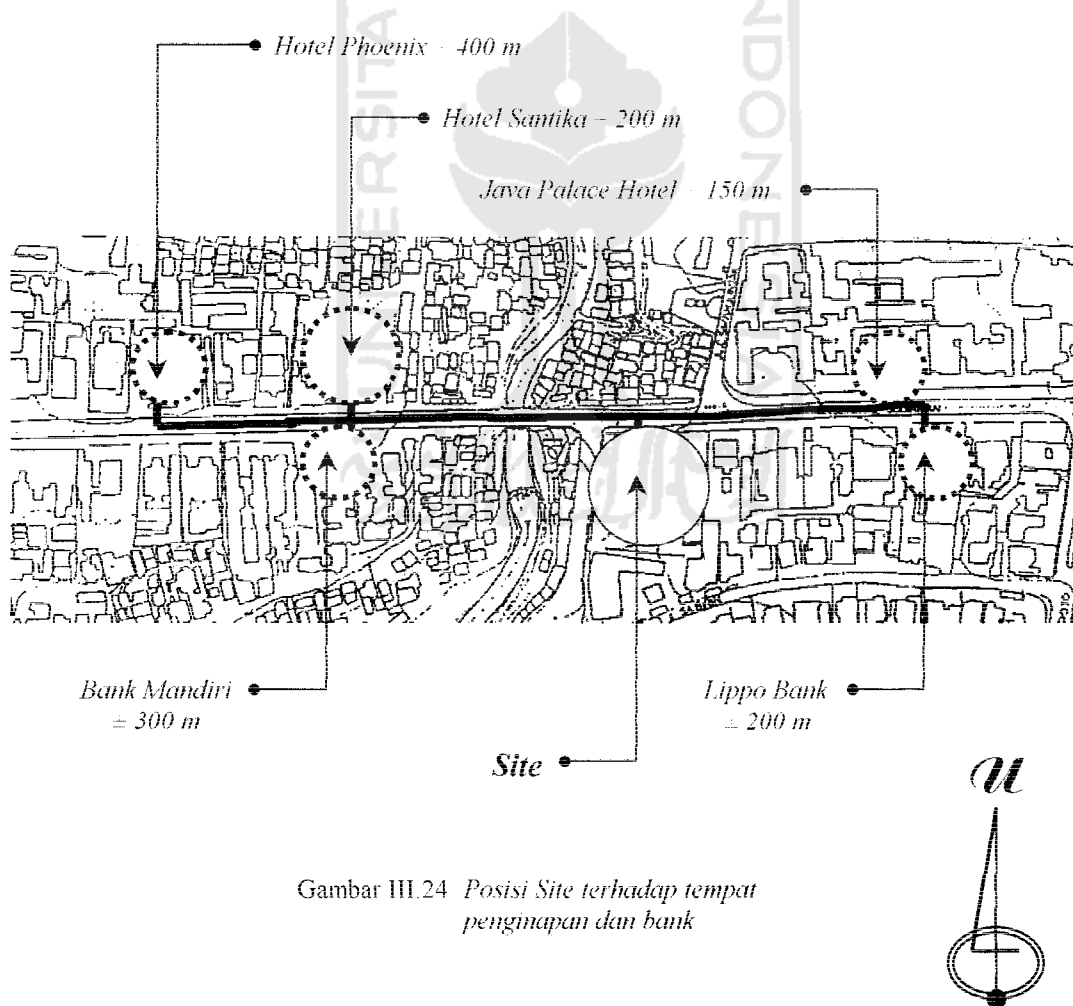 Hotel Phoenix ± 400 m
Hotel Santika ± 200 m
Java Palace Hotel ± 150 m
Bank Mandiri
± 300 m
Lippo Bank
± 200 m
Site
U
Gambar III.24 Posisi Site terhadap tempat
penginapan dan bank